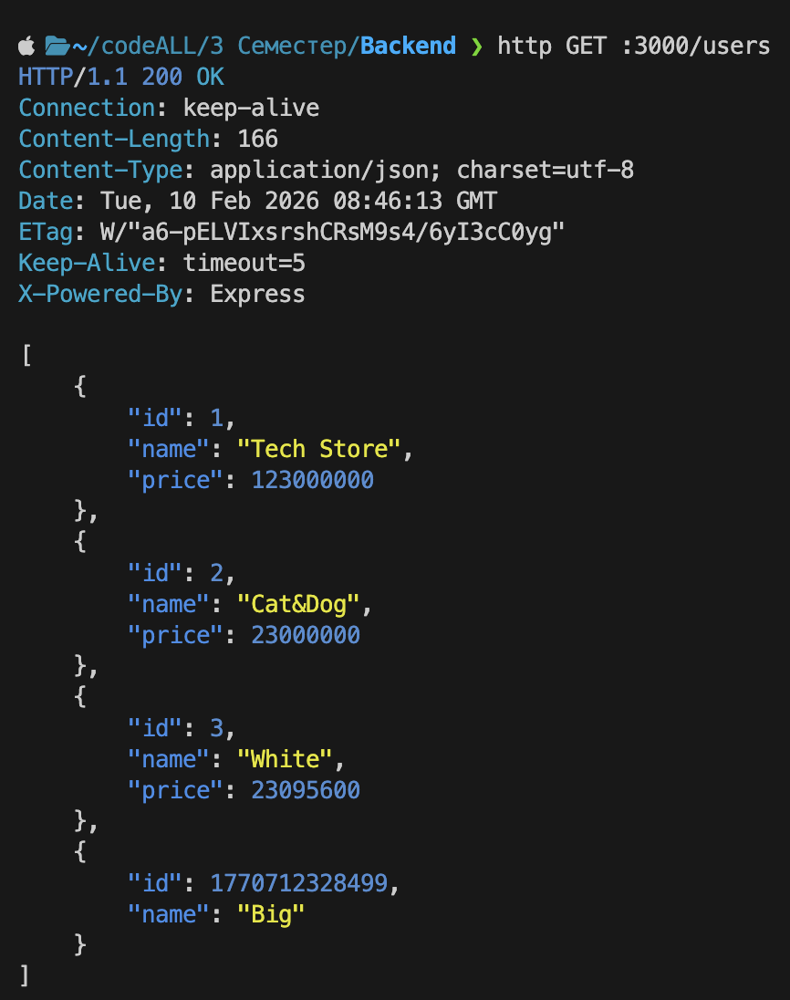 ~/codeALL/3 Семестер/Backend ❯ http GET :3000/users
HTTP/1.1 200 OK
Connection: keep-alive
Content-Length: 166
Content-Type: application/json; charset=utf-8
Date: Tue, 10 Feb 2026 08:46:13 GMT
ETag: W/"a6-pELVIxsrshCRsM9s4/6yI3cC0yg"
Keep-Alive: timeout=5
X-Powered-By: Express

[
    {
        "id": 1,
        "name": "Tech Store",
        "price": 123000000
    },
    {
        "id": 2,
        "name": "Cat&Dog",
        "price": 23000000
    },
    {
        "id": 3,
        "name": "White",
        "price": 23095600
    },
    {
        "id": 1770712328499,
        "name": "Big"
    }
]